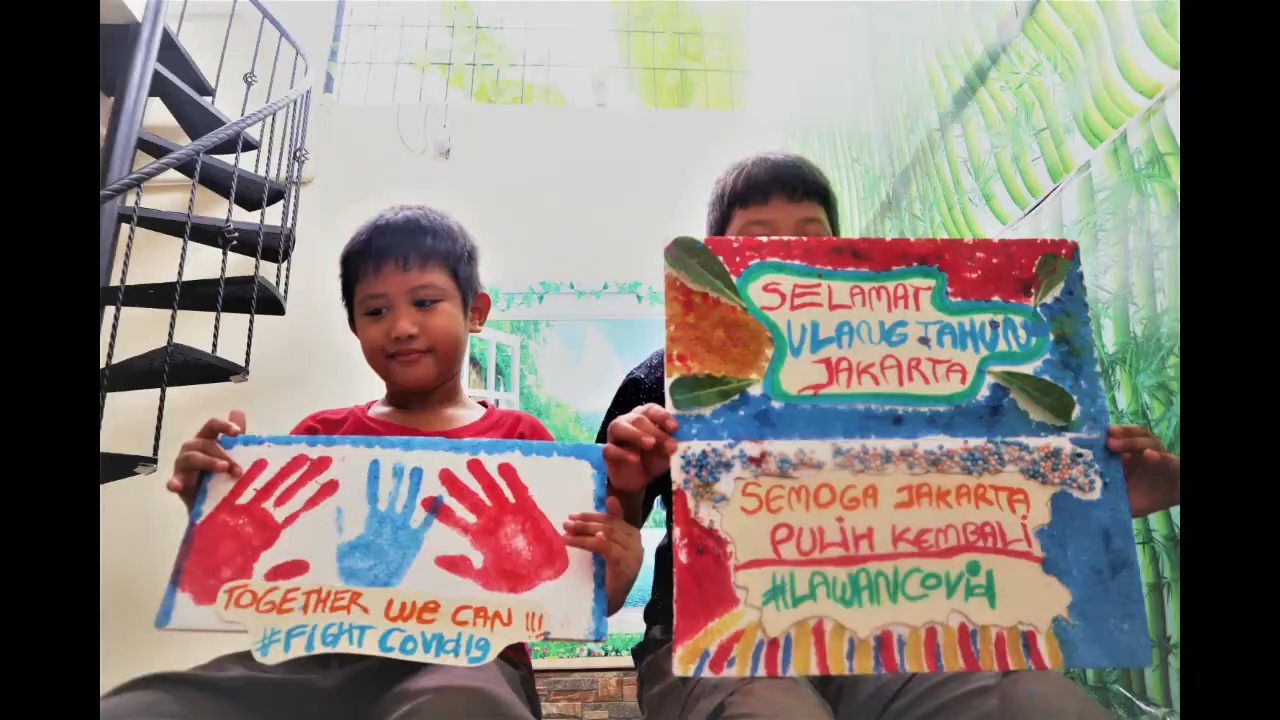 TOGETHER WE CAN !!!
#FIGHT Covid19
SELAMAT
ULANG TAHUN
JAKARTA
SEMOGA JAKARTA
PULIH KEMBALI
#LAWANCOvid